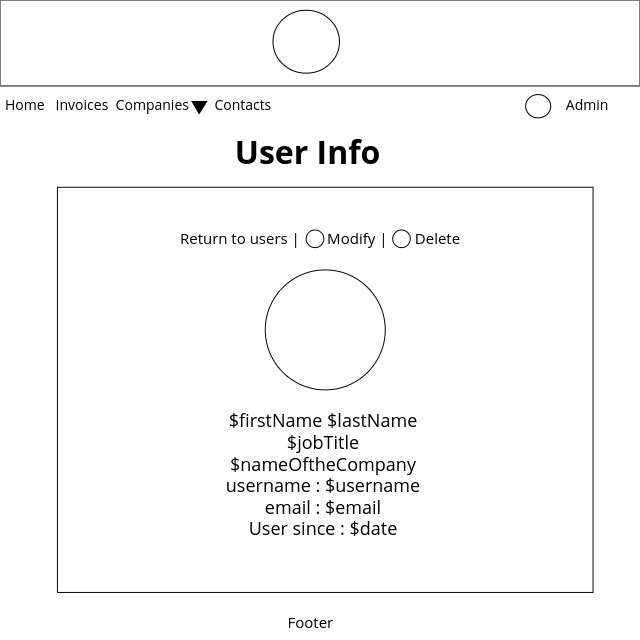 Home Invoices Companies Contacts Admin
User Info
Return to users | Modify | Delete
$firstName $lastName
$jobTitle
$nameOftheCompany
username : $username
email : $email
User since : $date
Footer